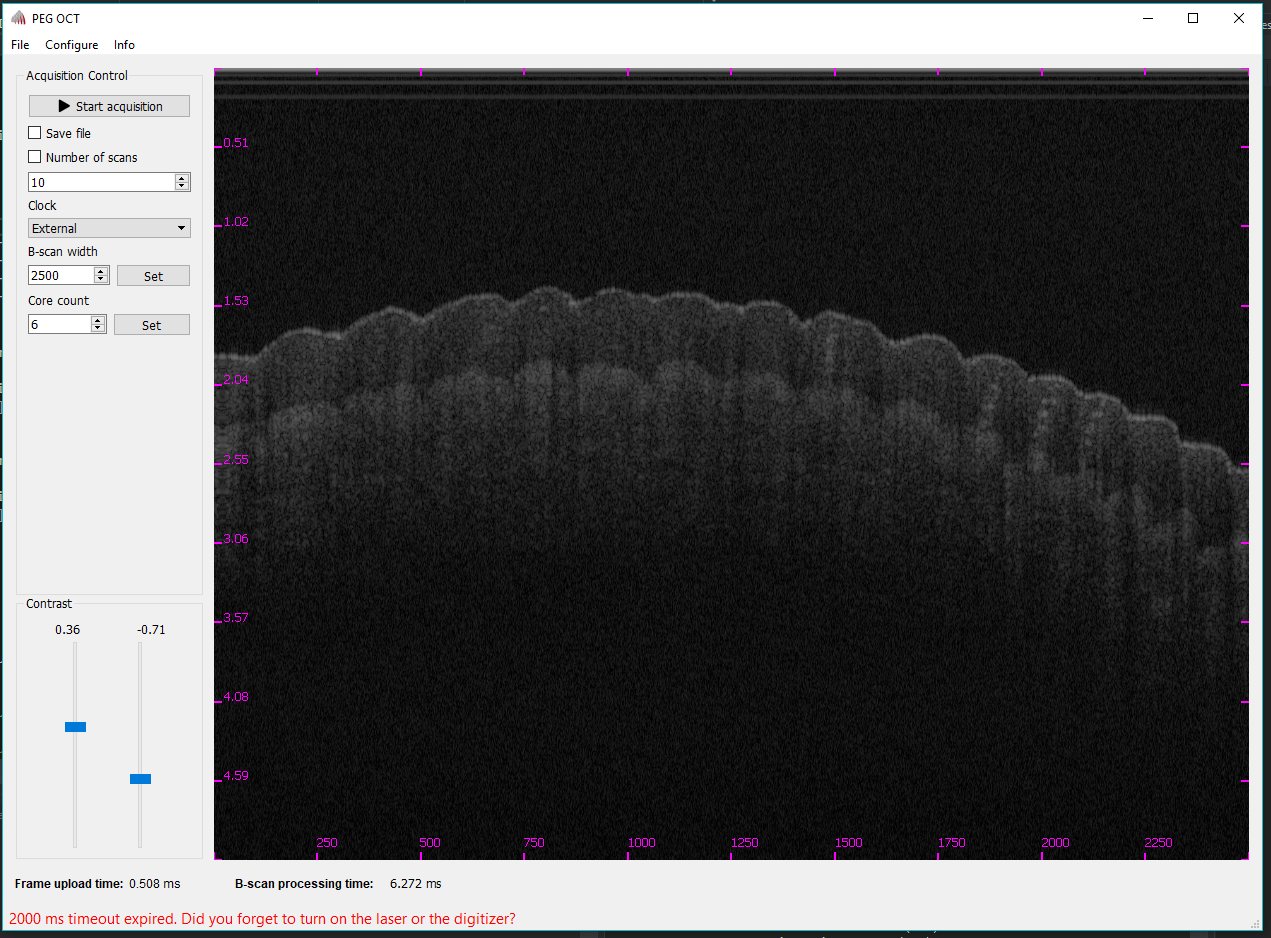 PEG OCT
File Configure Info
Acquisition Control
Start acquisition
Save file
Number of scans
10
Clock
External
B-scan width
2500 Set
Core count
6 Set
Contrast
0.36 -0.71
0.51
1.02
1.53
2.04
2.55
3.06
3.57
4.08
4.59
250 500 750 1000 1250 1500 1750 2000 2250
Frame upload time: 0.508 ms B-scan processing time: 6.272 ms
2000 ms timeout expired. Did you forget to turn on the laser or the digitizer?